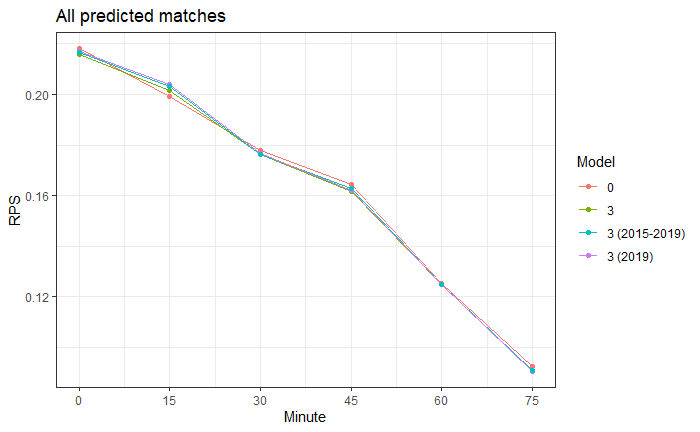 All predicted matches
RPS
0.20
0.16
0.12
0 15 30 45 60 75
Minute
Model
0
3
3 (2015-2019)
3 (2019)